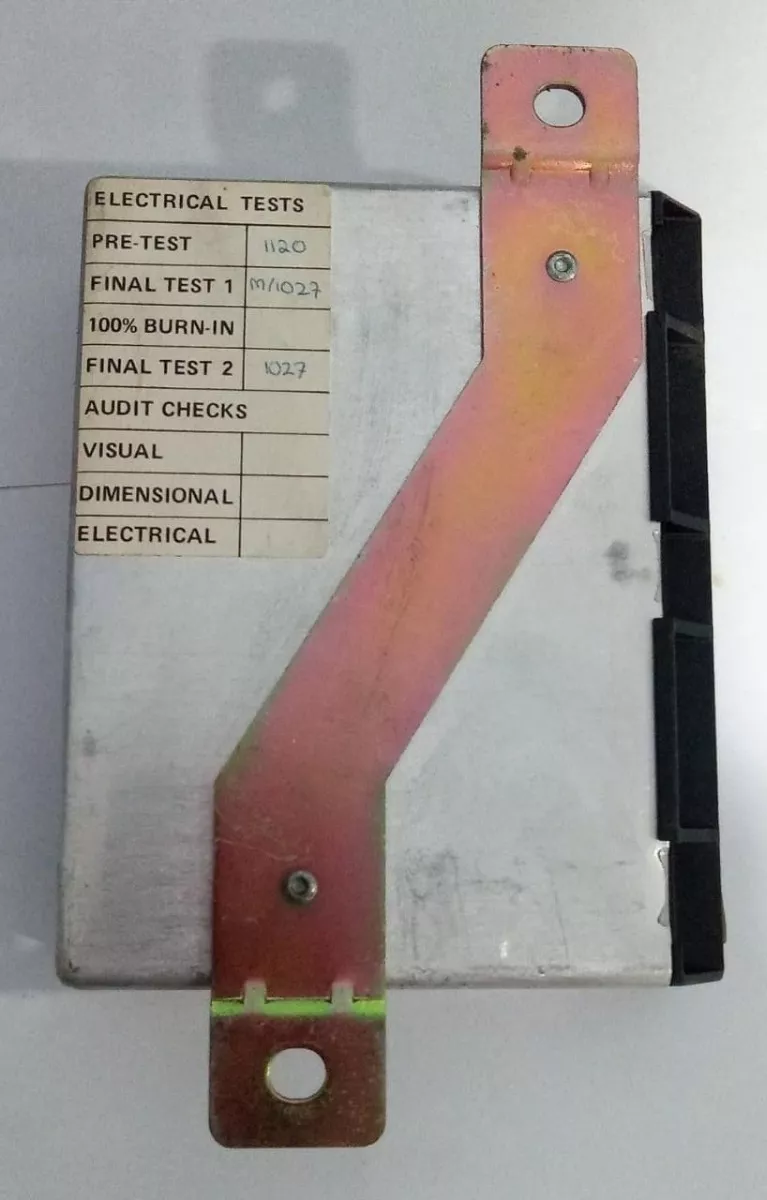 ELECTRICAL TESTS
PRE-TEST 1120
FINAL TEST 1 M/1027
100% BURN-IN
FINAL TEST 2 1027
AUDIT CHECKS
VISUAL
DIMENSIONAL
ELECTRICAL